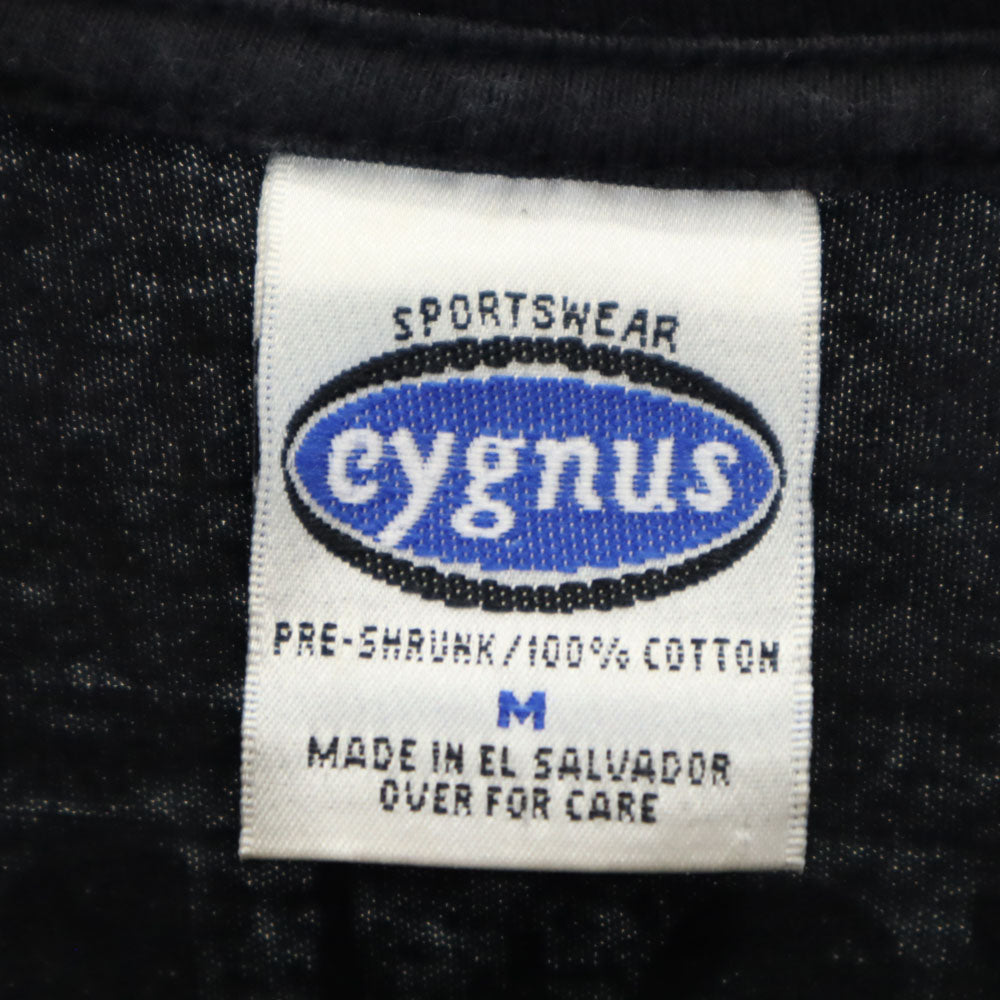 SPORTSWEAR
cygnus
PRE-SHRUNK/100% COTTON
M
MADE IN EL SALVADOR
OVER FOR CARE